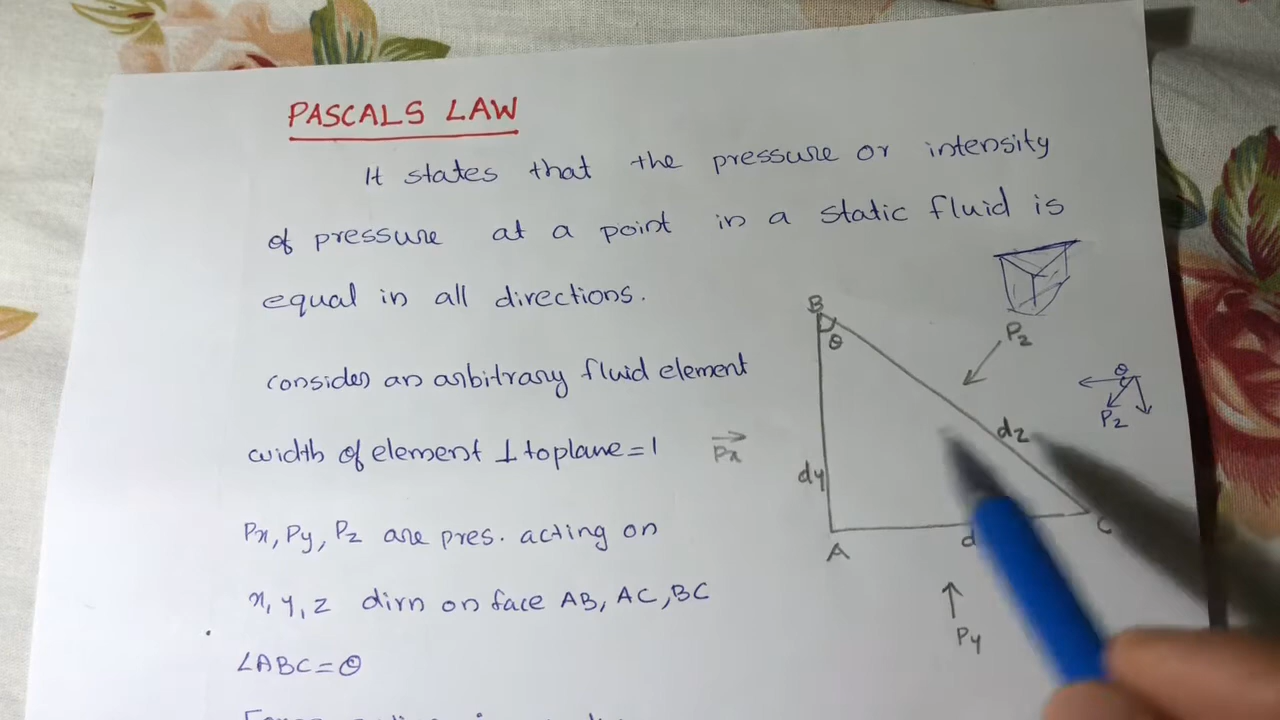 PASCALS LAW
It states that the pressure or intensity
of pressure at a point in a static fluid is
equal in all directions.
consider an arbitrary fluid element
width of element ⊥ to plane = 1
Px, Py, Pz are pres. acting on
x, y, z dirn on face AB, AC, BC
∠ABC = θ
B
θ
Pz
dz
Px
dy
A
C
Py
θ
Pz